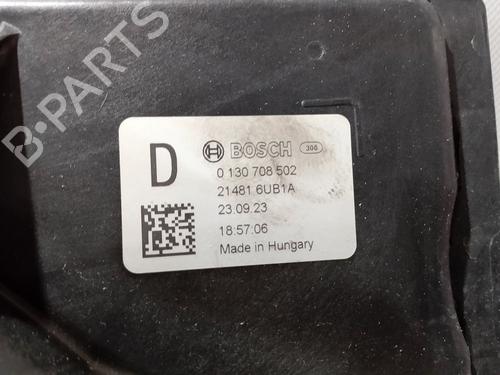 B-PARTS
D
BOSCH 300
0 130 708 502
21481 6UB1A
23.09.23
18:57:06
Made in Hungary